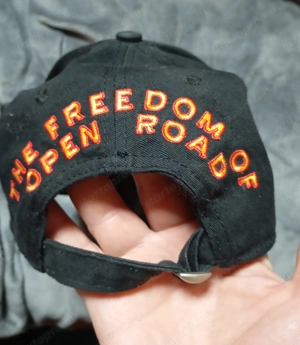 THE FREEDOM OF
OPEN ROAD